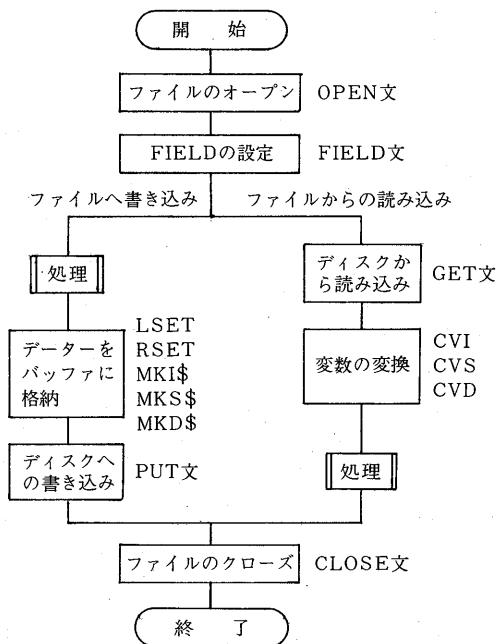 開 始
ファイルのオープン OPEN文
FIELDの設定 FIELD文
ファイルへ書き込み ファイルからの読み込み
処理
データーを
バッファに
格納
LSET
RSET
MKI$
MKS$
MKD$
ディスクへ
の書き込み
PUT文
ディスクか
ら読み込み
GET文
変数の変換
CVI
CVS
CVD
処理
ファイルのクローズ CLOSE文
終 了